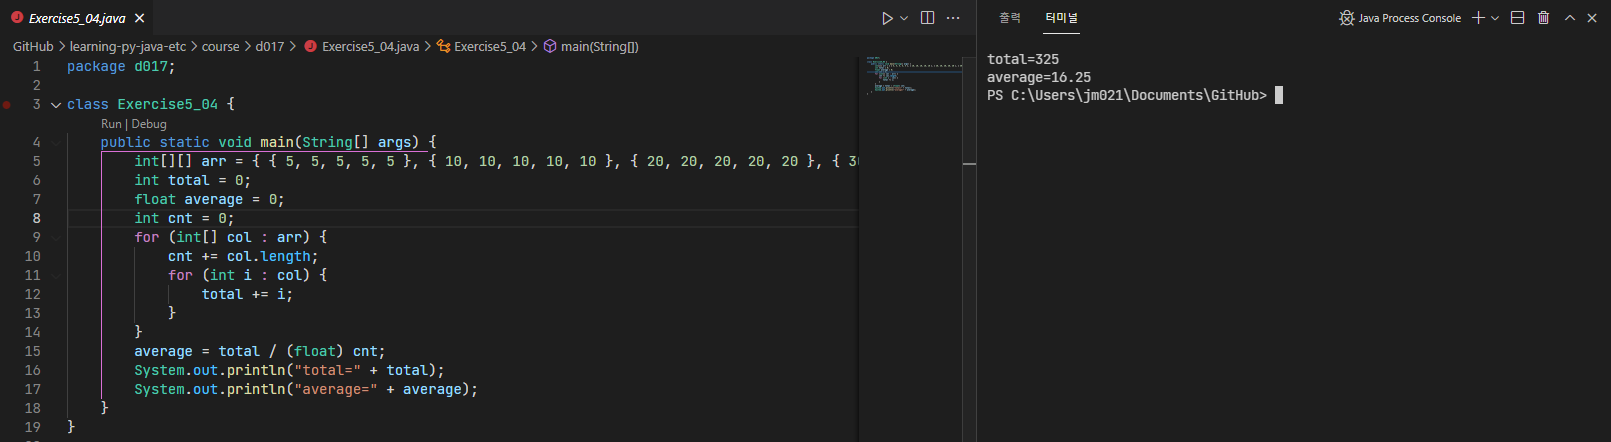 Exercise5_04.java
GitHub > learning-py-java-etc > course > d017 > Exercise5_04.java > Exercise5_04 > main(String[])
1 package d017;
2
3 class Exercise5_04 {
Run | Debug
4 public static void main(String[] args) {
5 int[][] arr = { { 5, 5, 5, 5, 5 }, { 10, 10, 10, 10, 10 }, { 20, 20, 20, 20, 20 }, { 30
6 int total = 0;
7 float average = 0;
8 int cnt = 0;
9 for (int[] col : arr) {
10 cnt += col.length;
11 for (int i : col) {
12 total += i;
13 }
14 }
15 average = total / (float) cnt;
16 System.out.println("total=" + total);
17 System.out.println("average=" + average);
18 }
19 }
출력 터미널 Java Process Console
total=325
average=16.25
PS C:\Users\jm021\Documents\GitHub>